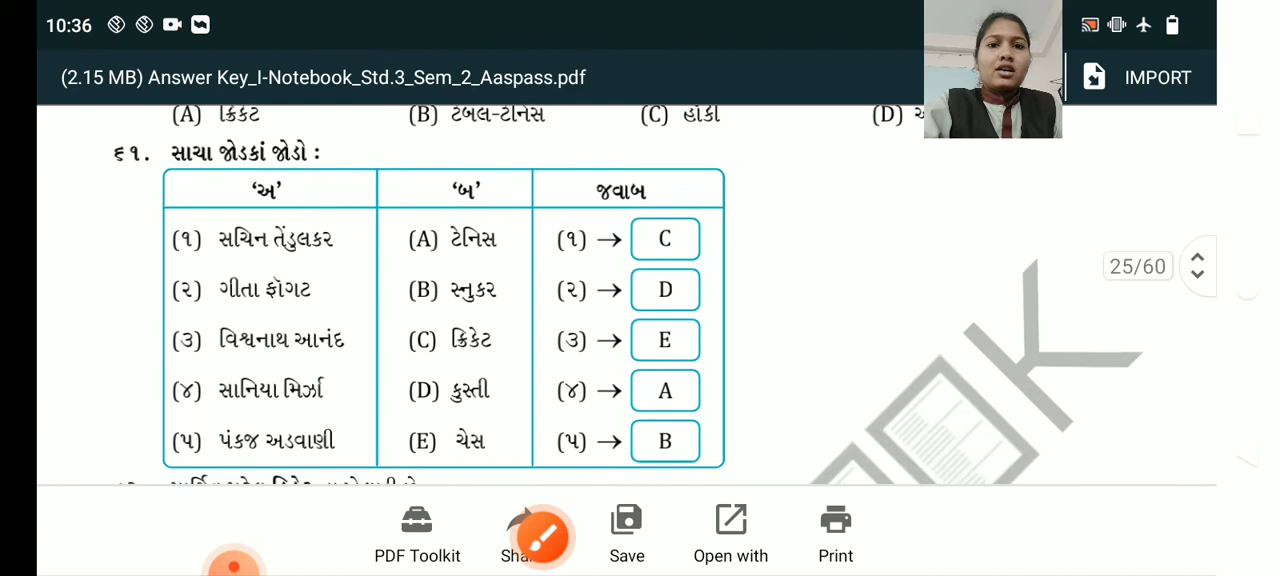 10:36
(2.15 MB) Answer Key_I-Notebook_Std.3_Sem_2_Aaspass.pdf
IMPORT
(A) ક્રિકેટ (B) ટેબલ-ટેનિસ (C) હૉકી (D)
૬૧. સાચા જોડકાં જોડો :
‘અ’ ‘બ’ જવાબ
(૧) સચિન તેંડુલકર (A) ટેનિસ (૧) → C
(૨) ગીતા ફૉગટ (B) સ્નુકર (૨) → D
(૩) વિશ્વનાથ આનંદ (C) ક્રિકેટ (૩) → E
(૪) સાનિયા મિર્ઝા (D) કુસ્તી (૪) → A
(૫) પંકજ અડવાણી (E) ચેસ (૫) → B
25/60
K
PDF Toolkit Save Open with Print